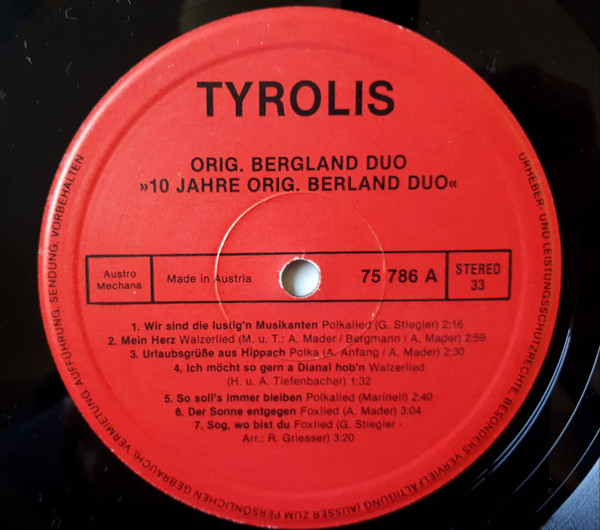 TYROLIS
ORIG. BERGLAND DUO
»10 JAHRE ORIG. BERLAND DUO«
Austro
Mechana
Made in Austria
75 786 A
STEREO
33
1. Wir sind die lustig'n Musikanten Polkalied (G. Stiegler) 2:16
2. Mein Herz Walzerlied (M. u. T.: A. Mader / Bergmann / A. Mader) 2:59
3. Urlaubsgrüße aus Hippach Polka (A. Anfang / A. Mader) 2:30
4. Ich möcht so gern a Dianal hob'n Walzerlied
(H. u. A. Tiefenbacher) 1:32
5. So soll's immer bleiben Polkalied (Marinell) 2:40
6. Der Sonne entgegen Foxlied (A. Mader) 3:04
7. Sog, wo bist du Foxlied (G. Stiegler -
Arr.: R. Griesser) 3:20
URHEBER- UND LEISTUNGSSCHUTZRECHTE, BESONDERS VERVIELFÄLTIGUNG (AUSSER ZUM PERSÖNLICHEN GEBRAUCH), VERMIETUNG, AUFFÜHRUNG, SENDUNG, VORBEHALTEN